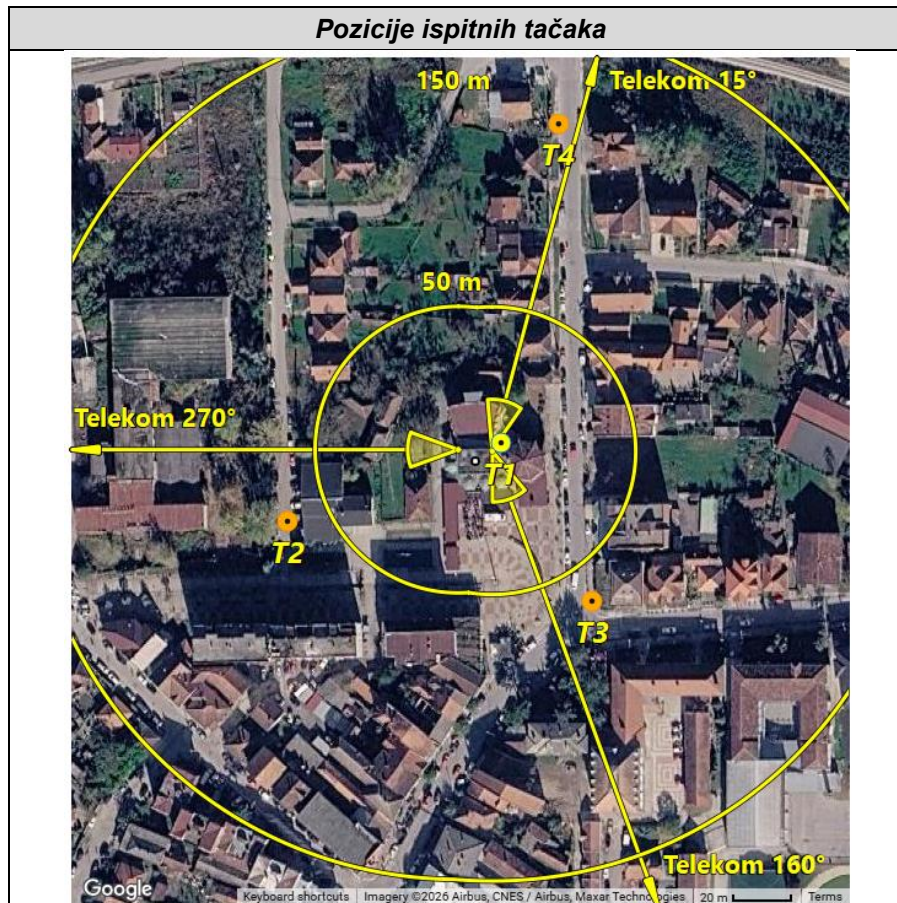 Pozicije ispitnih tačaka
150 m
Telekom 15°
T4
50 m
Telekom 270°
T1
T2
T3
Telekom 160°
Google
Keyboard shortcuts
Imagery ©2026 Airbus, CNES / Airbus, Maxar Technologies
20 m
Terms